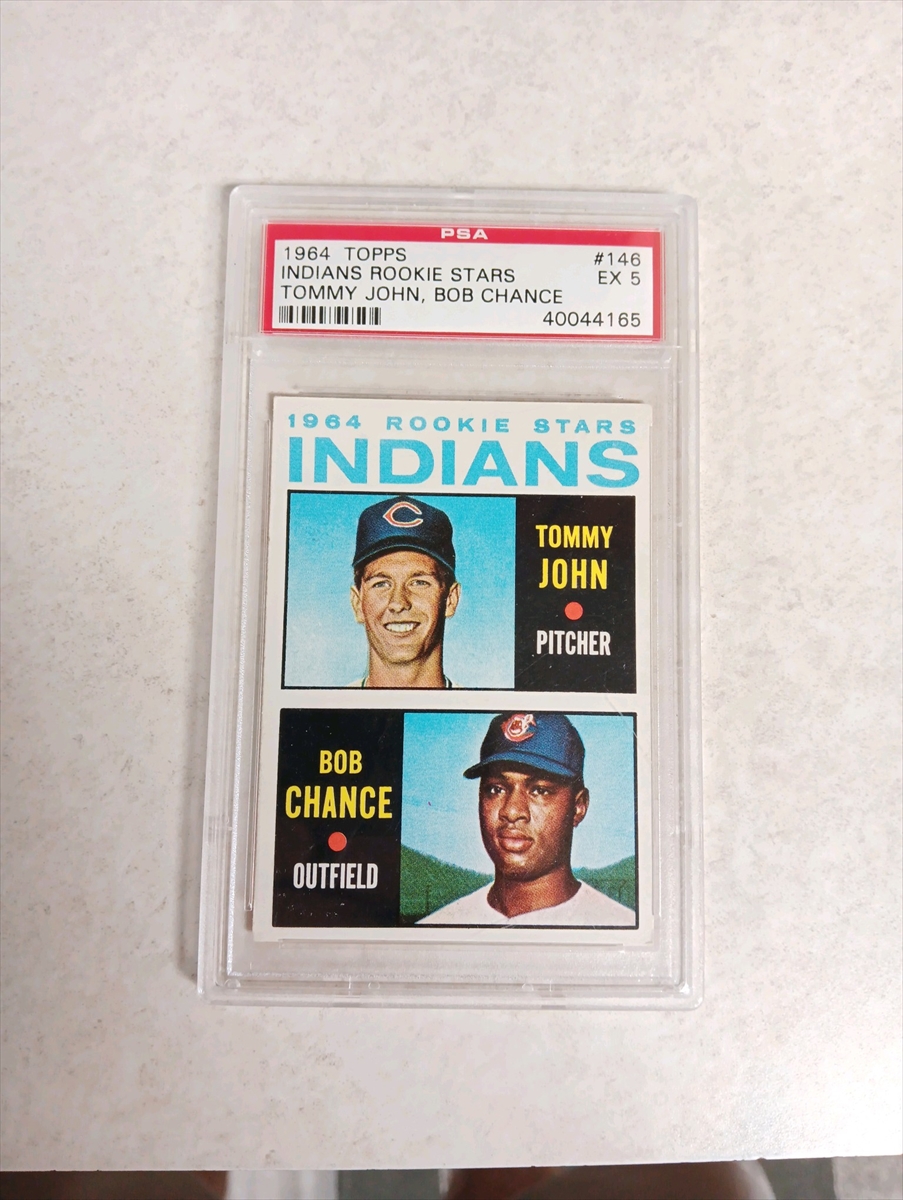 PSA
1964 TOPPS #146
INDIANS ROOKIE STARS EX 5
TOMMY JOHN, BOB CHANCE
40044165
1964 ROOKIE STARS
INDIANS
C
TOMMY
JOHN
PITCHER
BOB
CHANCE
OUTFIELD